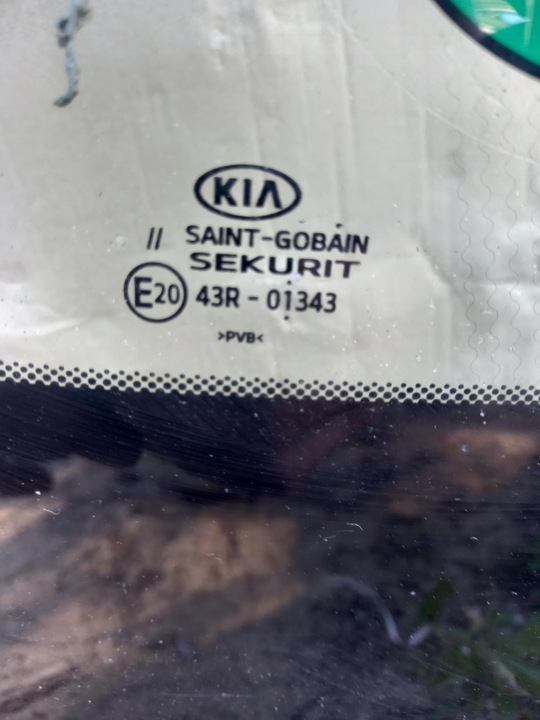 KIA
// SAINT-GOBAIN
SEKURIT
E20 43R - 01343
>PVB<